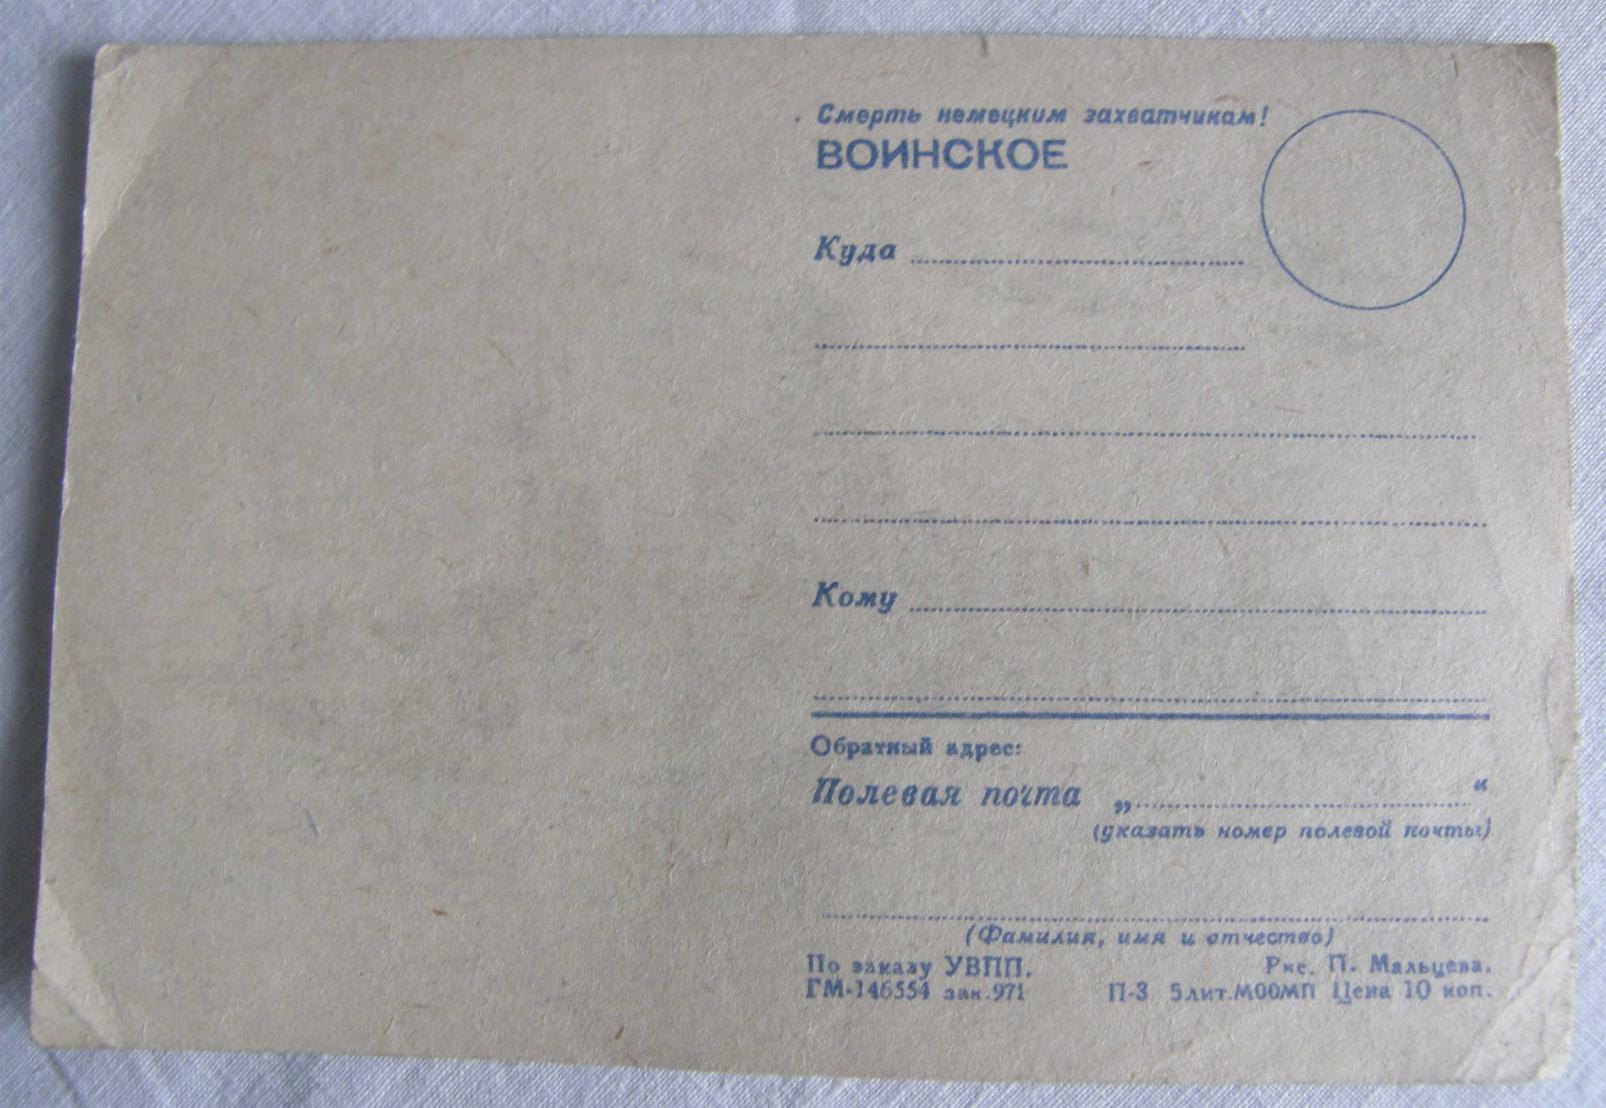 Смерть немецким захватчикам!
ВОИНСКОЕ
Куда
Кому
Обратный адрес:
Полевая почта „ “
(указать номер полевой почты)
(Фамилия, имя и отчество)
По заказу УВПП. Рис. П. Мальцева.
ГМ-146554 зак. 971 П-3 5лит.МООМП Цена 10 коп.